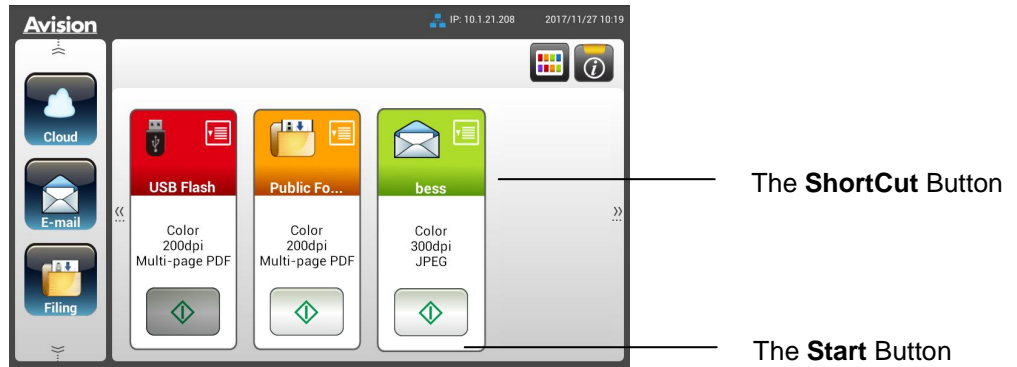 Avision
IP: 10.1.21.208 2017/11/27 10:19
Cloud
E-mail
Filing
USB Flash
Color
200dpi
Multi-page PDF
Public Fo...
Color
200dpi
Multi-page PDF
bess
Color
300dpi
JPEG
The ShortCut Button
The Start Button